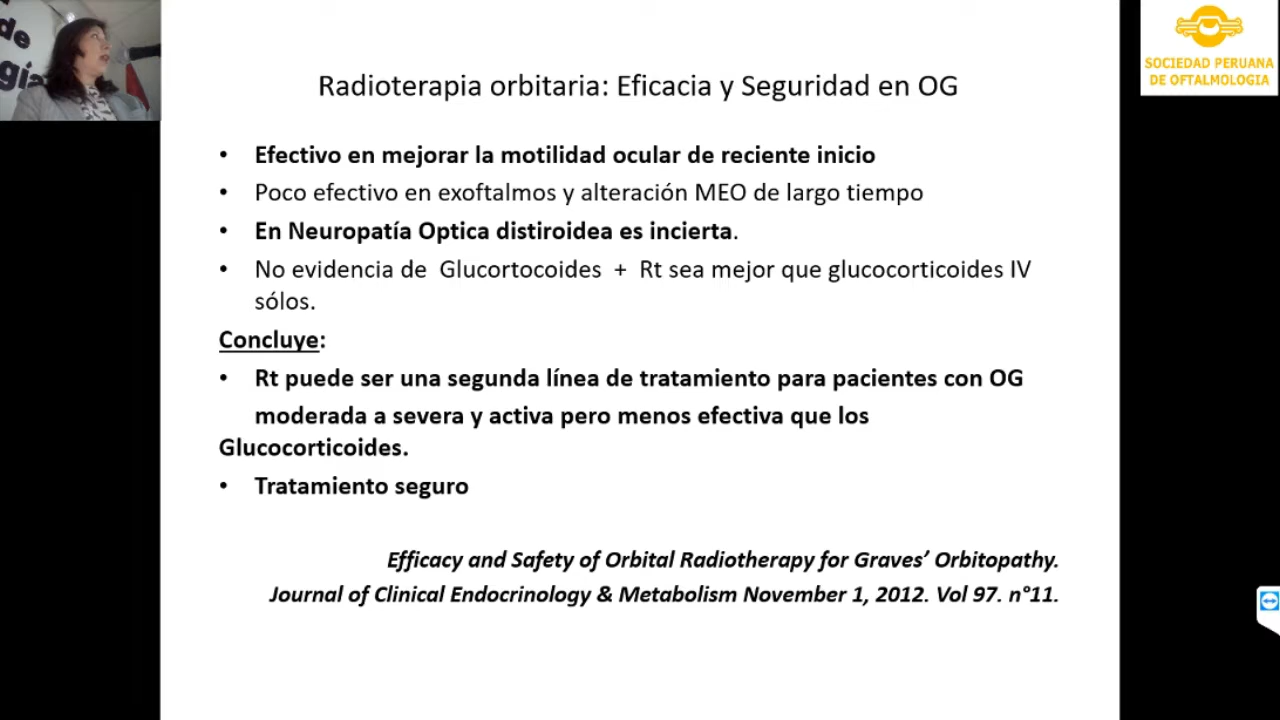 de
gía
SOCIEDAD PERUANA
DE OFTALMOLOGIA
Radioterapia orbitaria: Eficacia y Seguridad en OG
• Efectivo en mejorar la motilidad ocular de reciente inicio
• Poco efectivo en exoftalmos y alteración MEO de largo tiempo
• En Neuropatía Optica distiroidea es incierta.
• No evidencia de Glucortocoides + Rt sea mejor que glucocorticoides IV
sólos.
Concluye:
• Rt puede ser una segunda línea de tratamiento para pacientes con OG
moderada a severa y activa pero menos efectiva que los
Glucocorticoides.
• Tratamiento seguro
Efficacy and Safety of Orbital Radiotherapy for Graves’ Orbitopathy.
Journal of Clinical Endocrinology & Metabolism November 1, 2012. Vol 97. n°11.